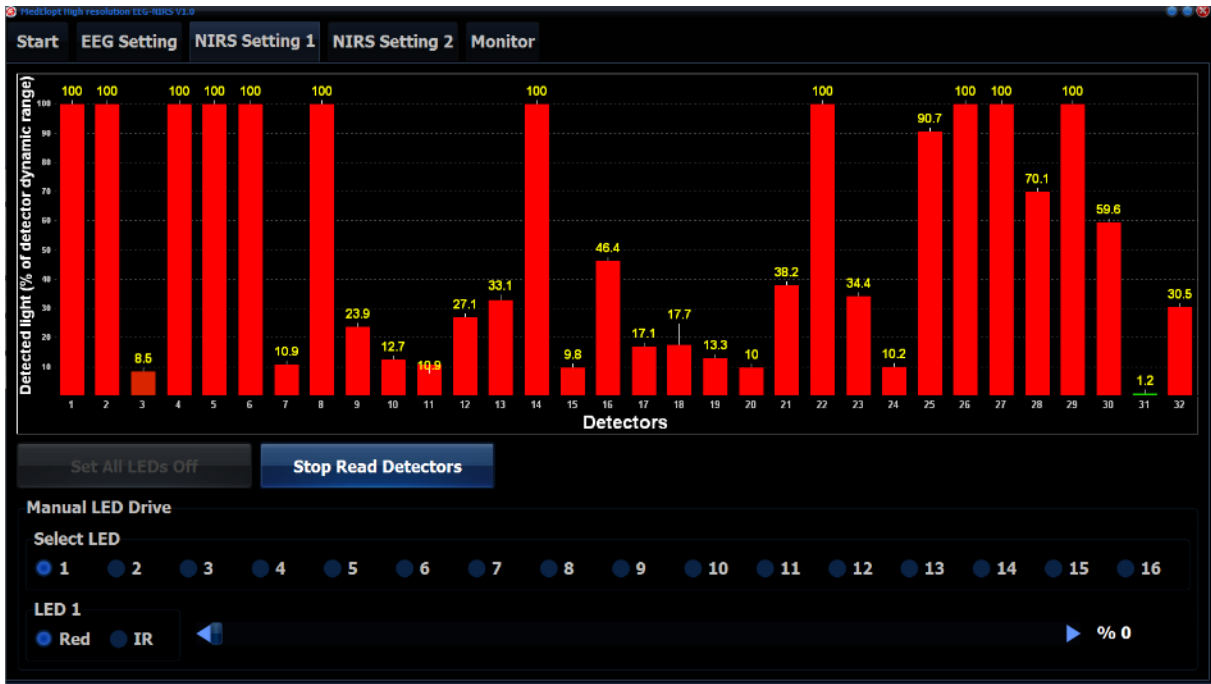 MedElopt High resolution EEG-NIRS V1.0
Start EEG Setting NIRS Setting 1 NIRS Setting 2 Monitor
Detected light (% of detector dynamic range)
100 100 8.5 100 100 100 10.9 100 23.9 12.7 10.9 27.1 33.1 100 9.8 46.4 17.1 17.7 13.3 10 38.2 100 34.4 10.2 90.7 100 100 70.1 100 59.6 1.2 30.5
100
90
80
70
60
50
40
30
20
10
1 2 3 4 5 6 7 8 9 10 11 12 13 14 15 16 17 18 19 20 21 22 23 24 25 26 27 28 29 30 31 32
Detectors
Set All LEDs Off Stop Read Detectors
Manual LED Drive
Select LED
1 2 3 4 5 6 7 8 9 10 11 12 13 14 15 16
LED 1
Red IR % 0